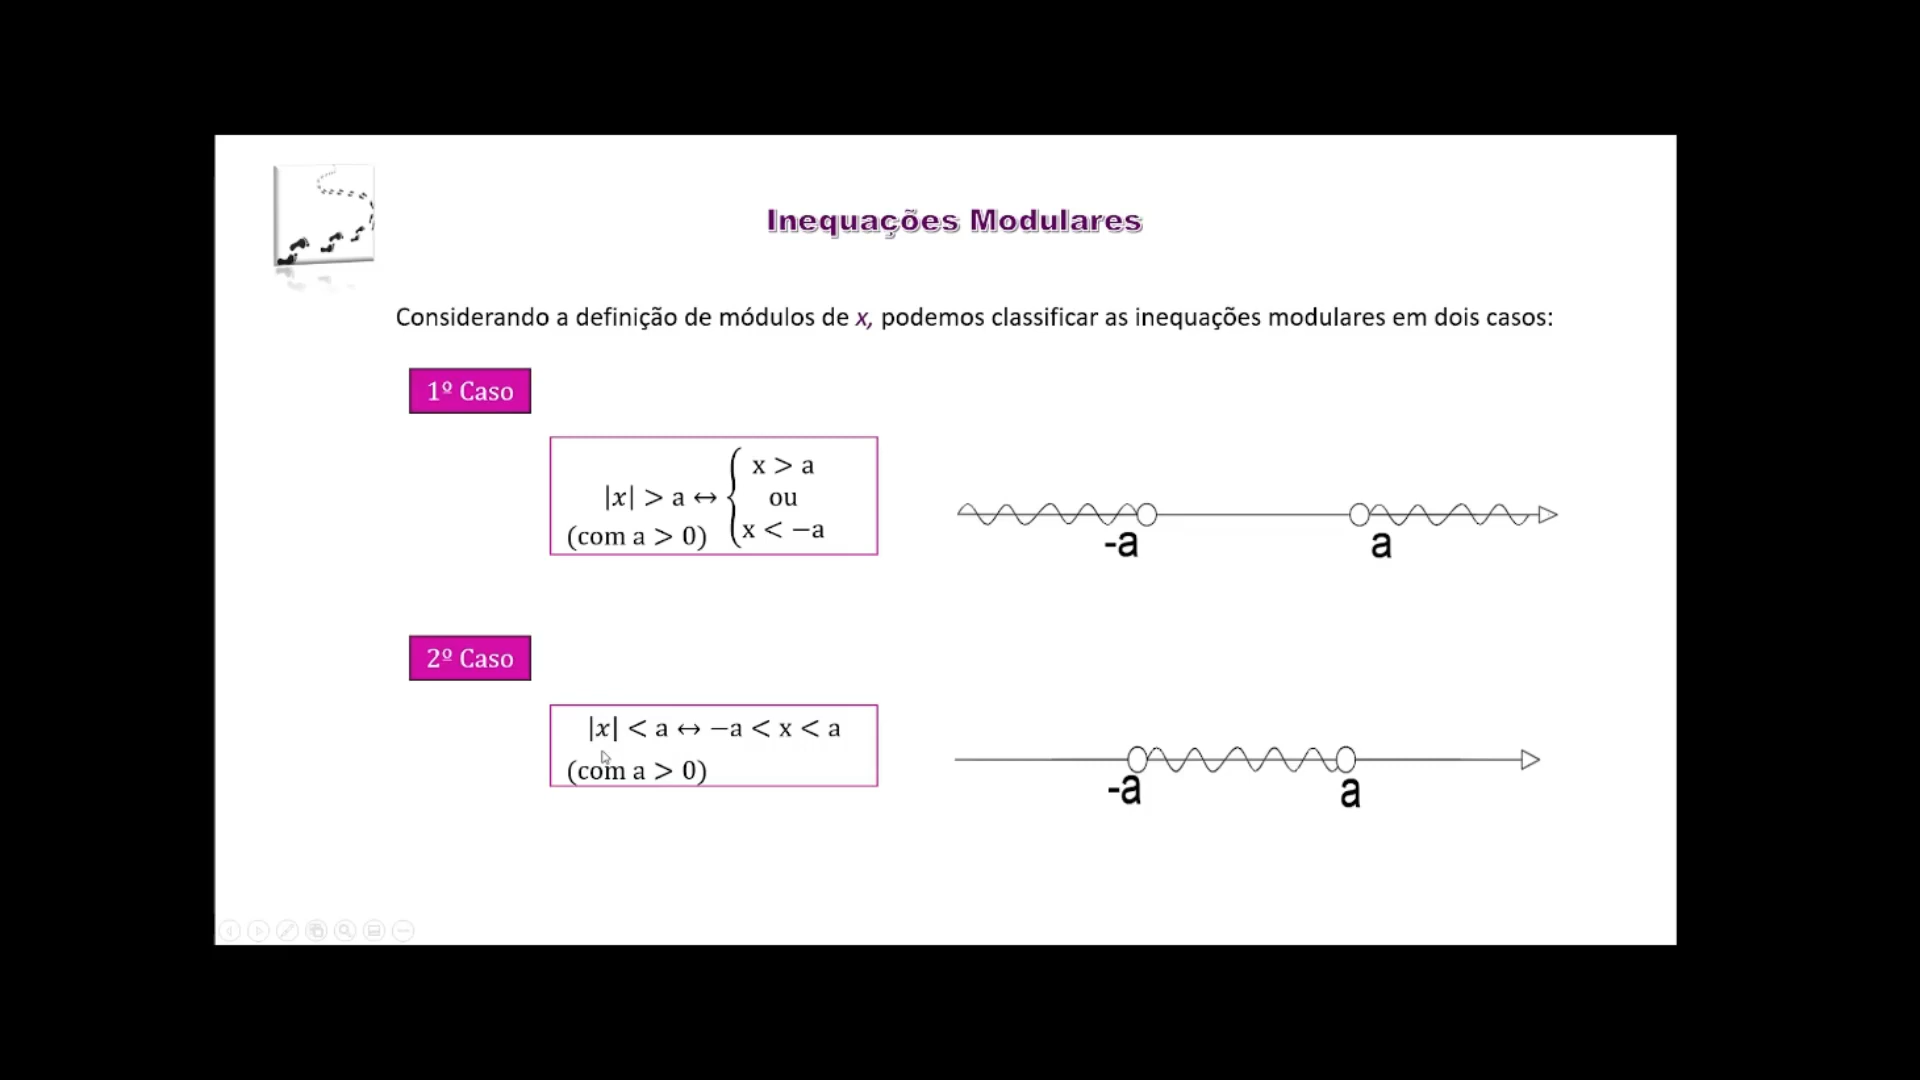 Inequações Modulares
Considerando a definição de módulos de x, podemos classificar as inequações modulares em dois casos:
1º Caso
x > a
|x| > a ↔ { ou
(com a > 0) x < −a
-a a
2º Caso
|x| < a ↔ −a < x < a
(com a > 0)
-a a